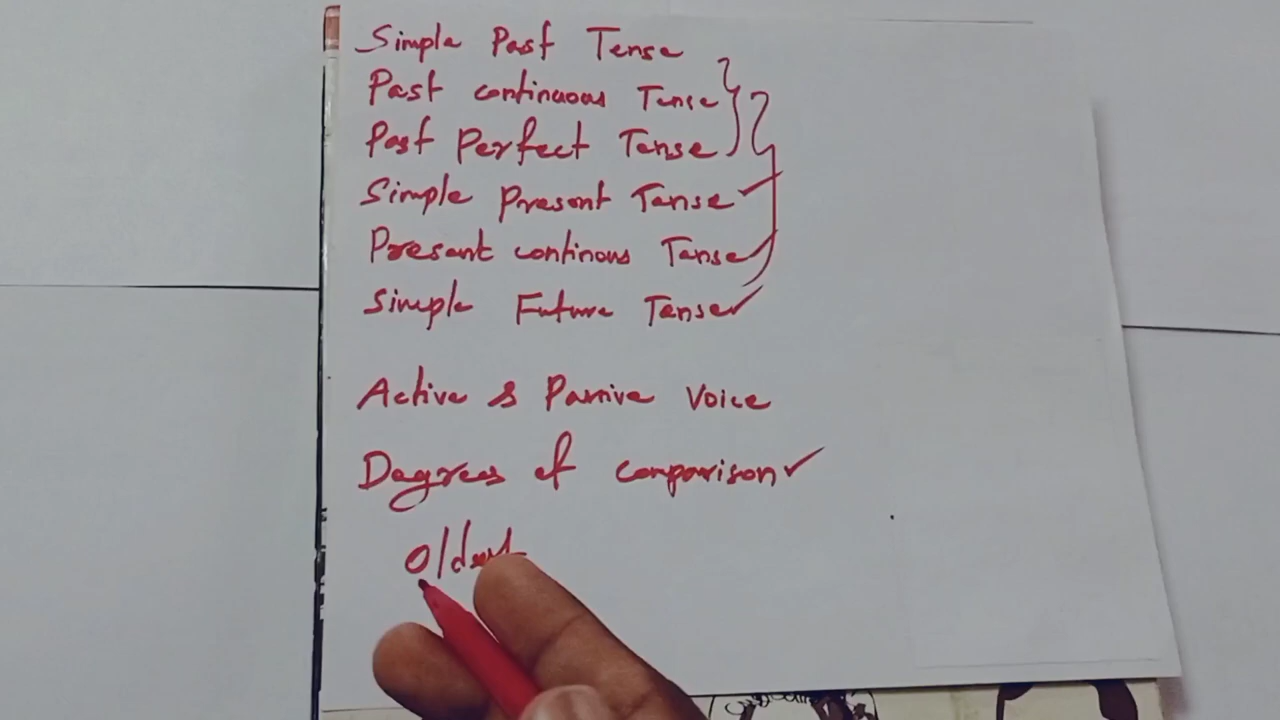 Simple Past Tense
Past continuous Tense
Past Perfect Tense
Simple Present Tense
Present continous Tense
Simple Future Tense
Active & Passive Voice
Degrees of comparison
Oldest